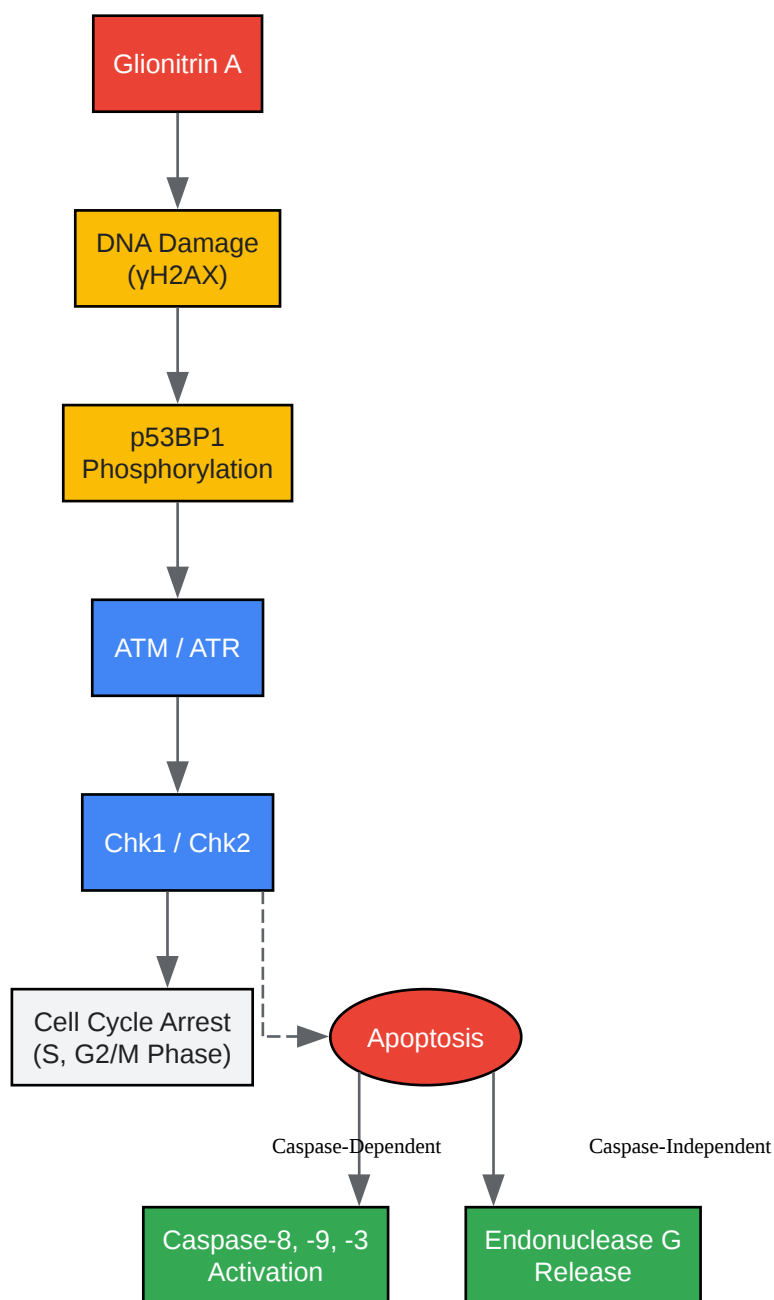 Glionitrin A
DNA Damage
(γH2AX)
p53BP1
Phosphorylation
ATM / ATR
Chk1 / Chk2
Cell Cycle Arrest
(S, G2/M Phase)
Apoptosis
Caspase-Dependent
Caspase-Independent
Caspase-8, -9, -3
Activation
Endonuclease G
Release